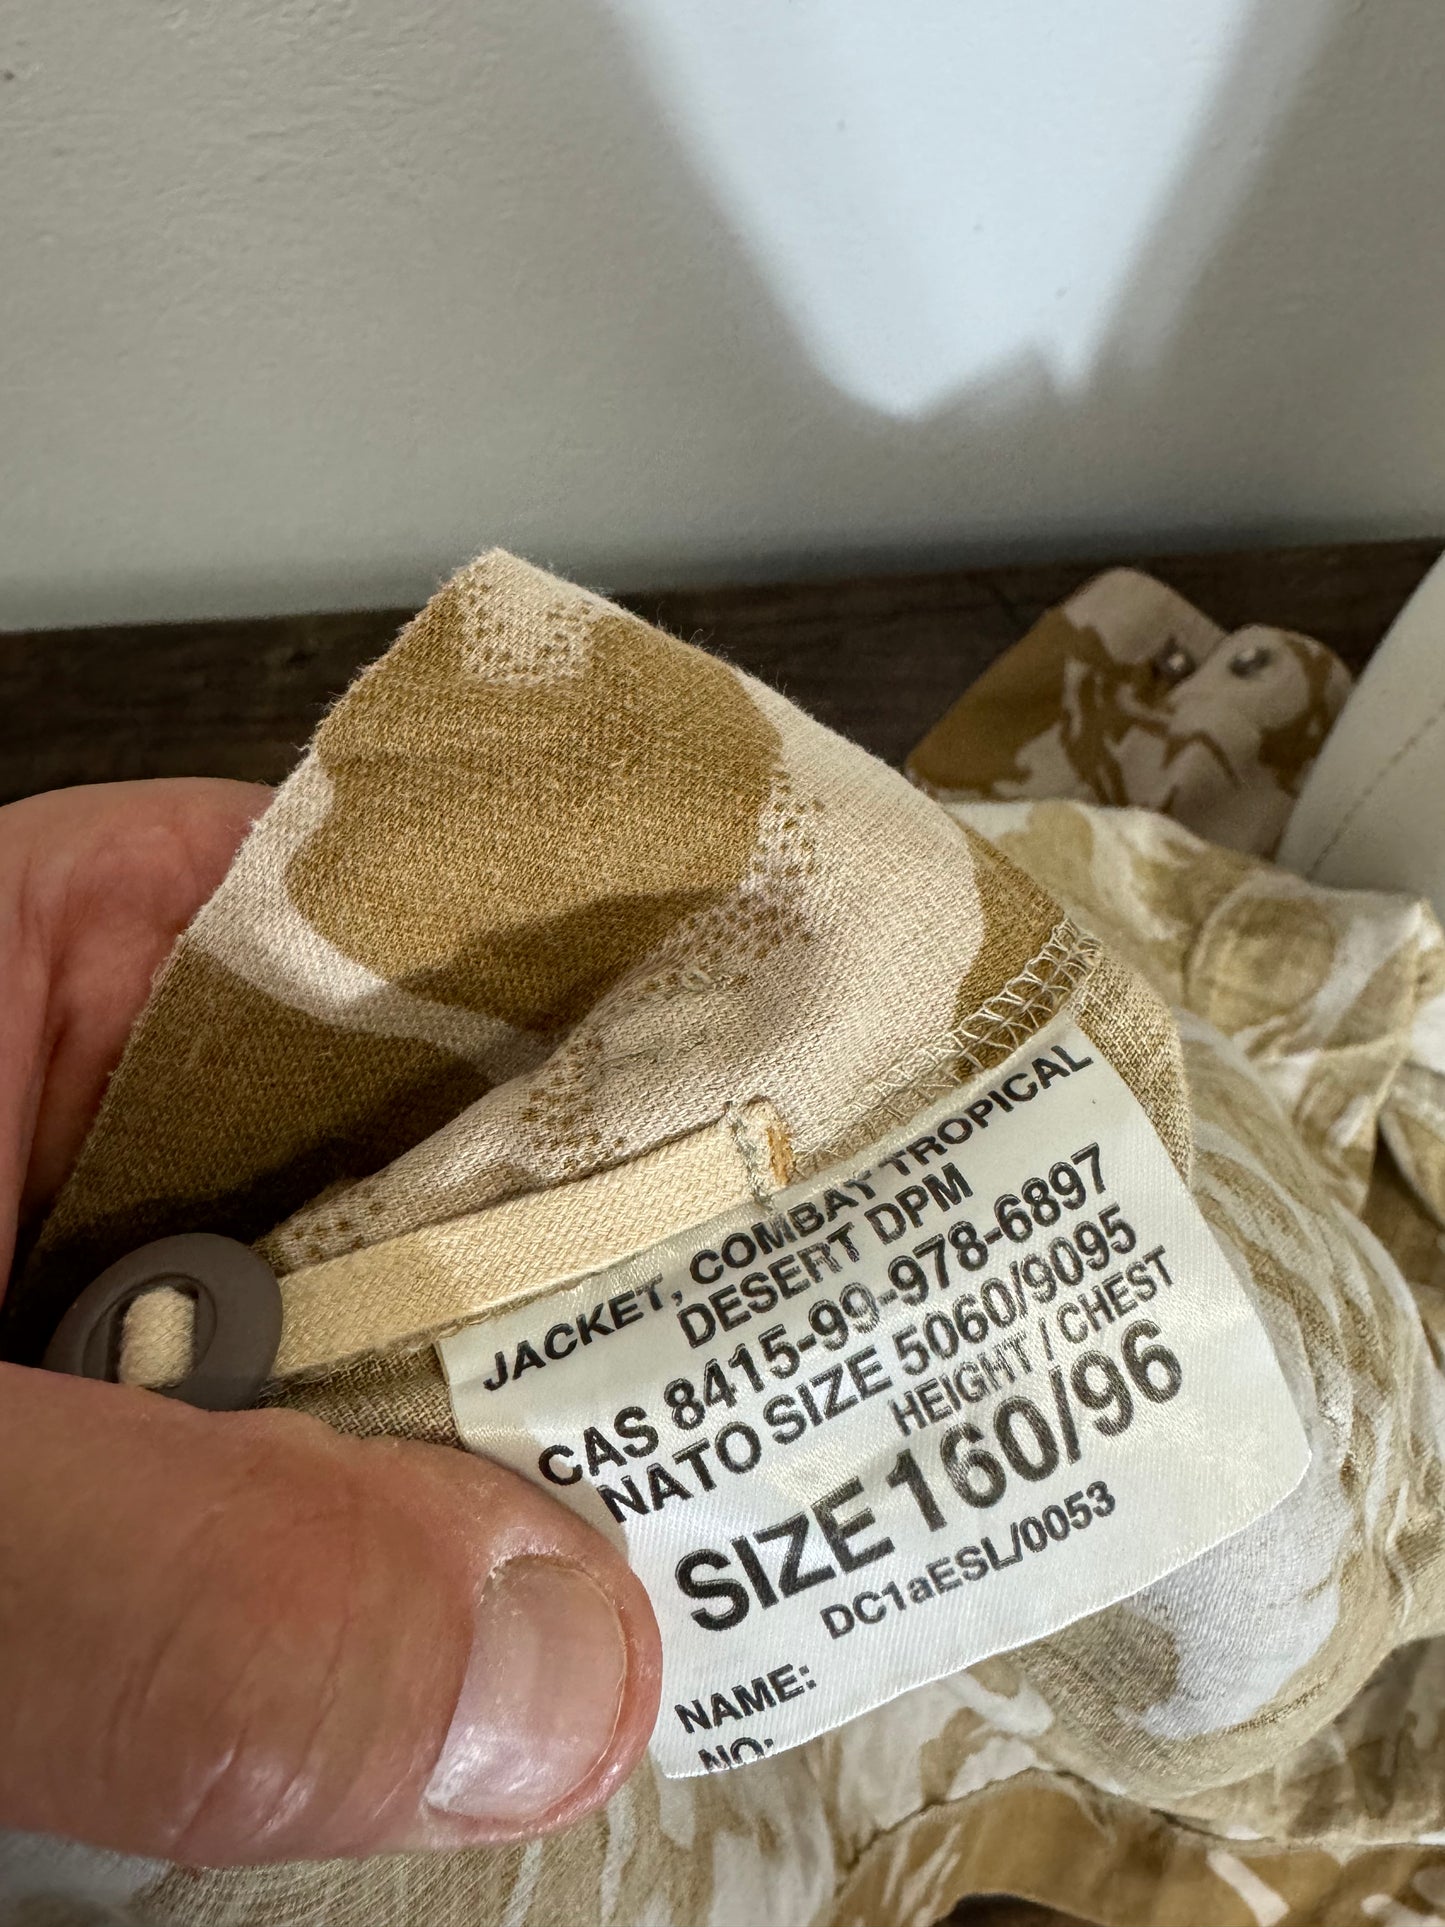 JACKET, COMBAT TROPICAL
DESERT DPM
CAS 8415-99-978-6897
NATO SIZE 5060/9095
HEIGHT / CHEST
SIZE 160/96
DC1aESL/0053
NAME:
NO: